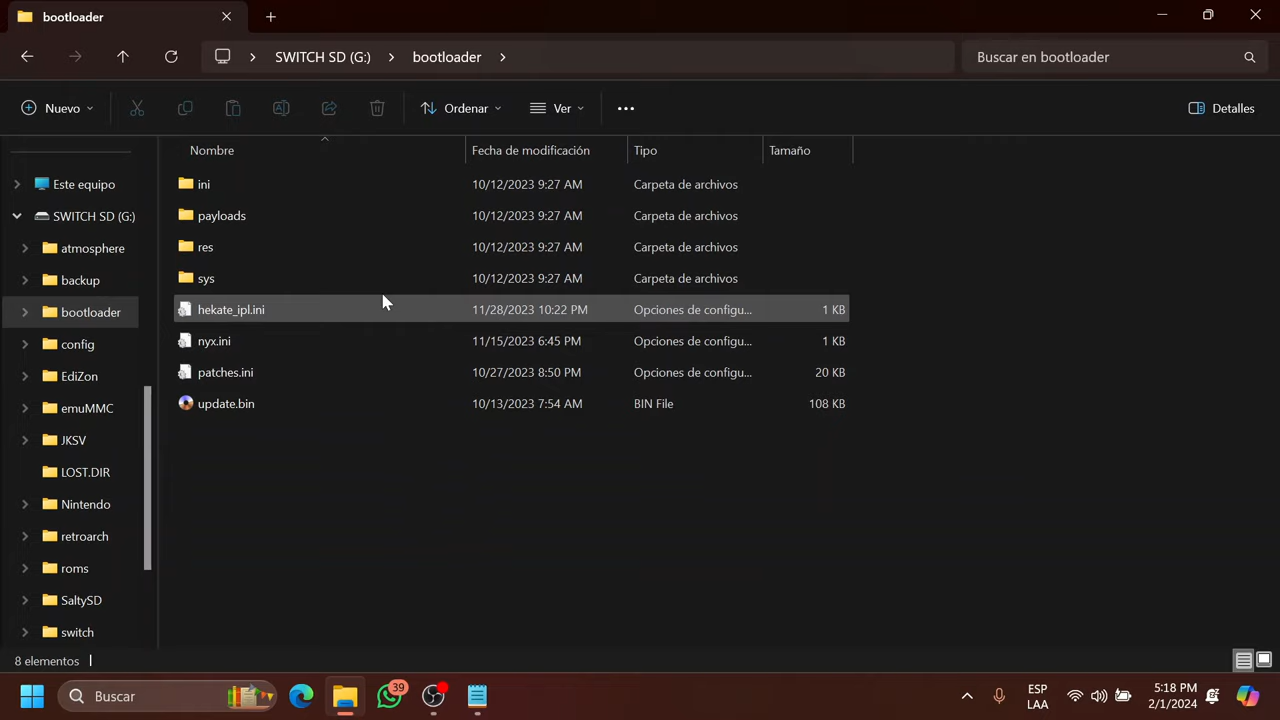 bootloader
SWITCH SD (G:) bootloader
Buscar en bootloader
Nuevo
Ordenar
Ver
Detalles
Nombre Fecha de modificación Tipo Tamaño
ini 10/12/2023 9:27 AM Carpeta de archivos
payloads 10/12/2023 9:27 AM Carpeta de archivos
res 10/12/2023 9:27 AM Carpeta de archivos
sys 10/12/2023 9:27 AM Carpeta de archivos
hekate_ipl.ini 11/28/2023 10:22 PM Opciones de configu... 1 KB
nyx.ini 11/15/2023 6:45 PM Opciones de configu... 1 KB
patches.ini 10/27/2023 8:50 PM Opciones de configu... 20 KB
update.bin 10/13/2023 7:54 AM BIN File 108 KB
Este equipo
SWITCH SD (G:)
atmosphere
backup
bootloader
config
EdiZon
emuMMC
JKSV
LOST.DIR
Nintendo
retroarch
roms
SaltySD
switch
8 elementos
Buscar
39
ESP
LAA
5:18 PM
2/1/2024